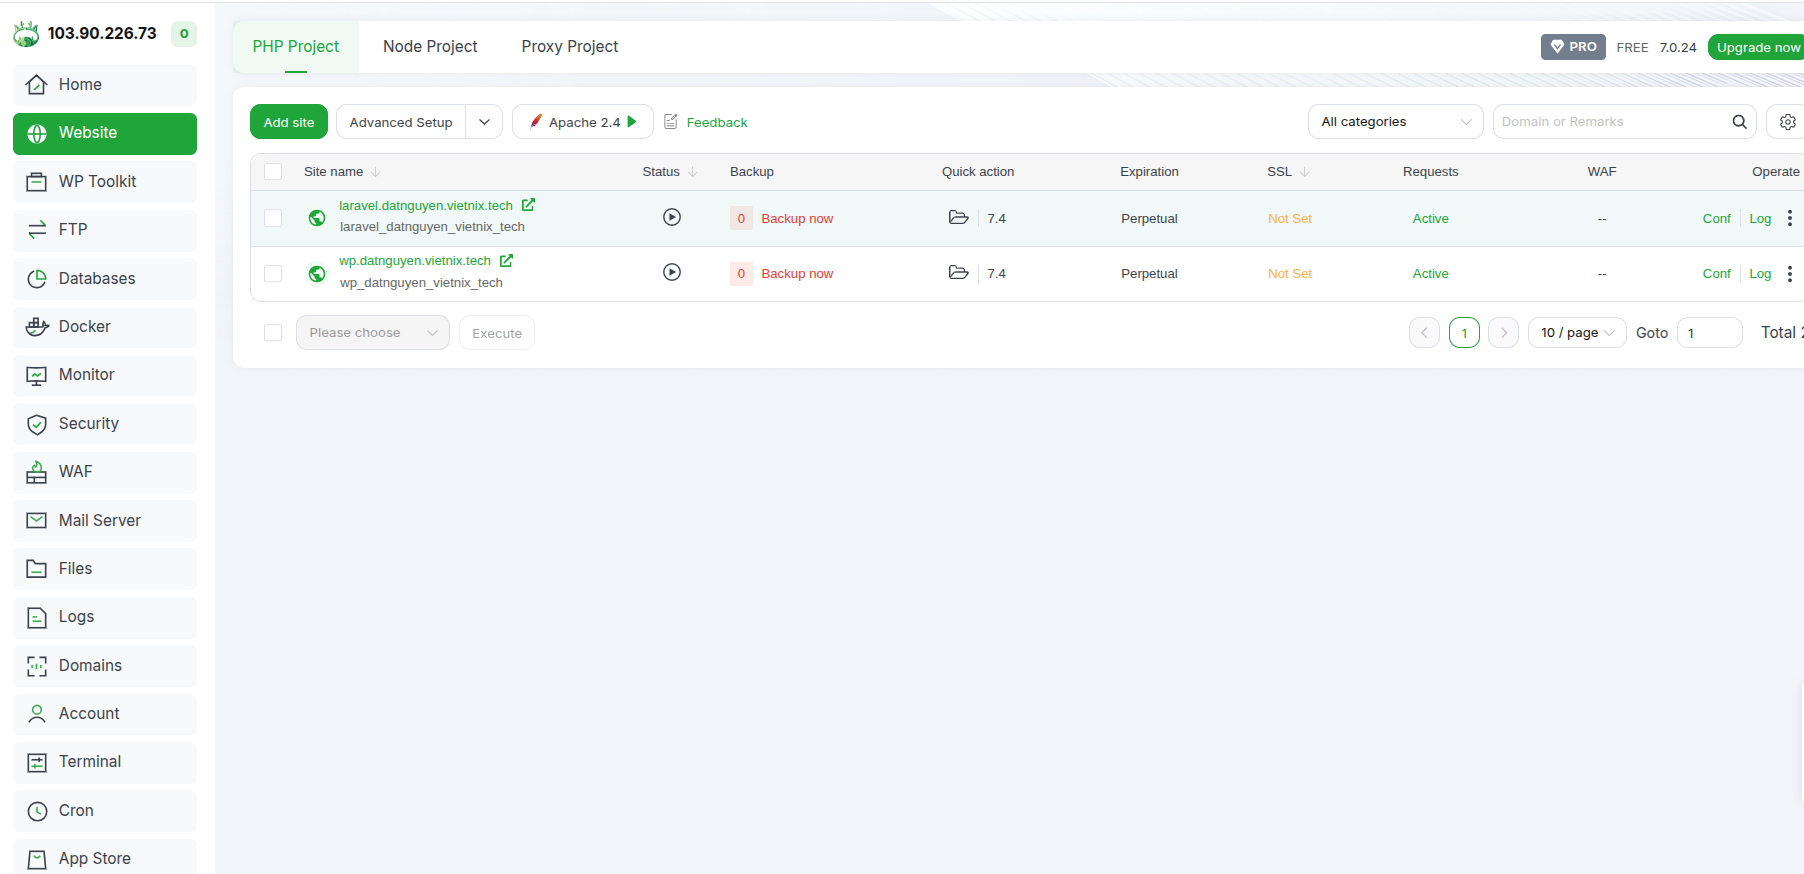 103.90.226.73 0
Home
Website
WP Toolkit
FTP
Databases
Docker
Monitor
Security
WAF
Mail Server
Files
Logs
Domains
Account
Terminal
Cron
App Store
PHP Project Node Project Proxy Project PRO FREE 7.0.24 Upgrade now
Add site Advanced Setup Apache 2.4 Feedback All categories Domain or Remarks
Site name Status Backup Quick action Expiration SSL Requests WAF Operate
laravel.datnguyen.vietnix.tech
laravel_datnguyen_vietnix_tech
0 Backup now 7.4 Perpetual Not Set Active -- Conf Log
wp.datnguyen.vietnix.tech
wp_datnguyen_vietnix_tech
0 Backup now 7.4 Perpetual Not Set Active -- Conf Log
Please choose Execute 1 10 / page Goto 1 Total